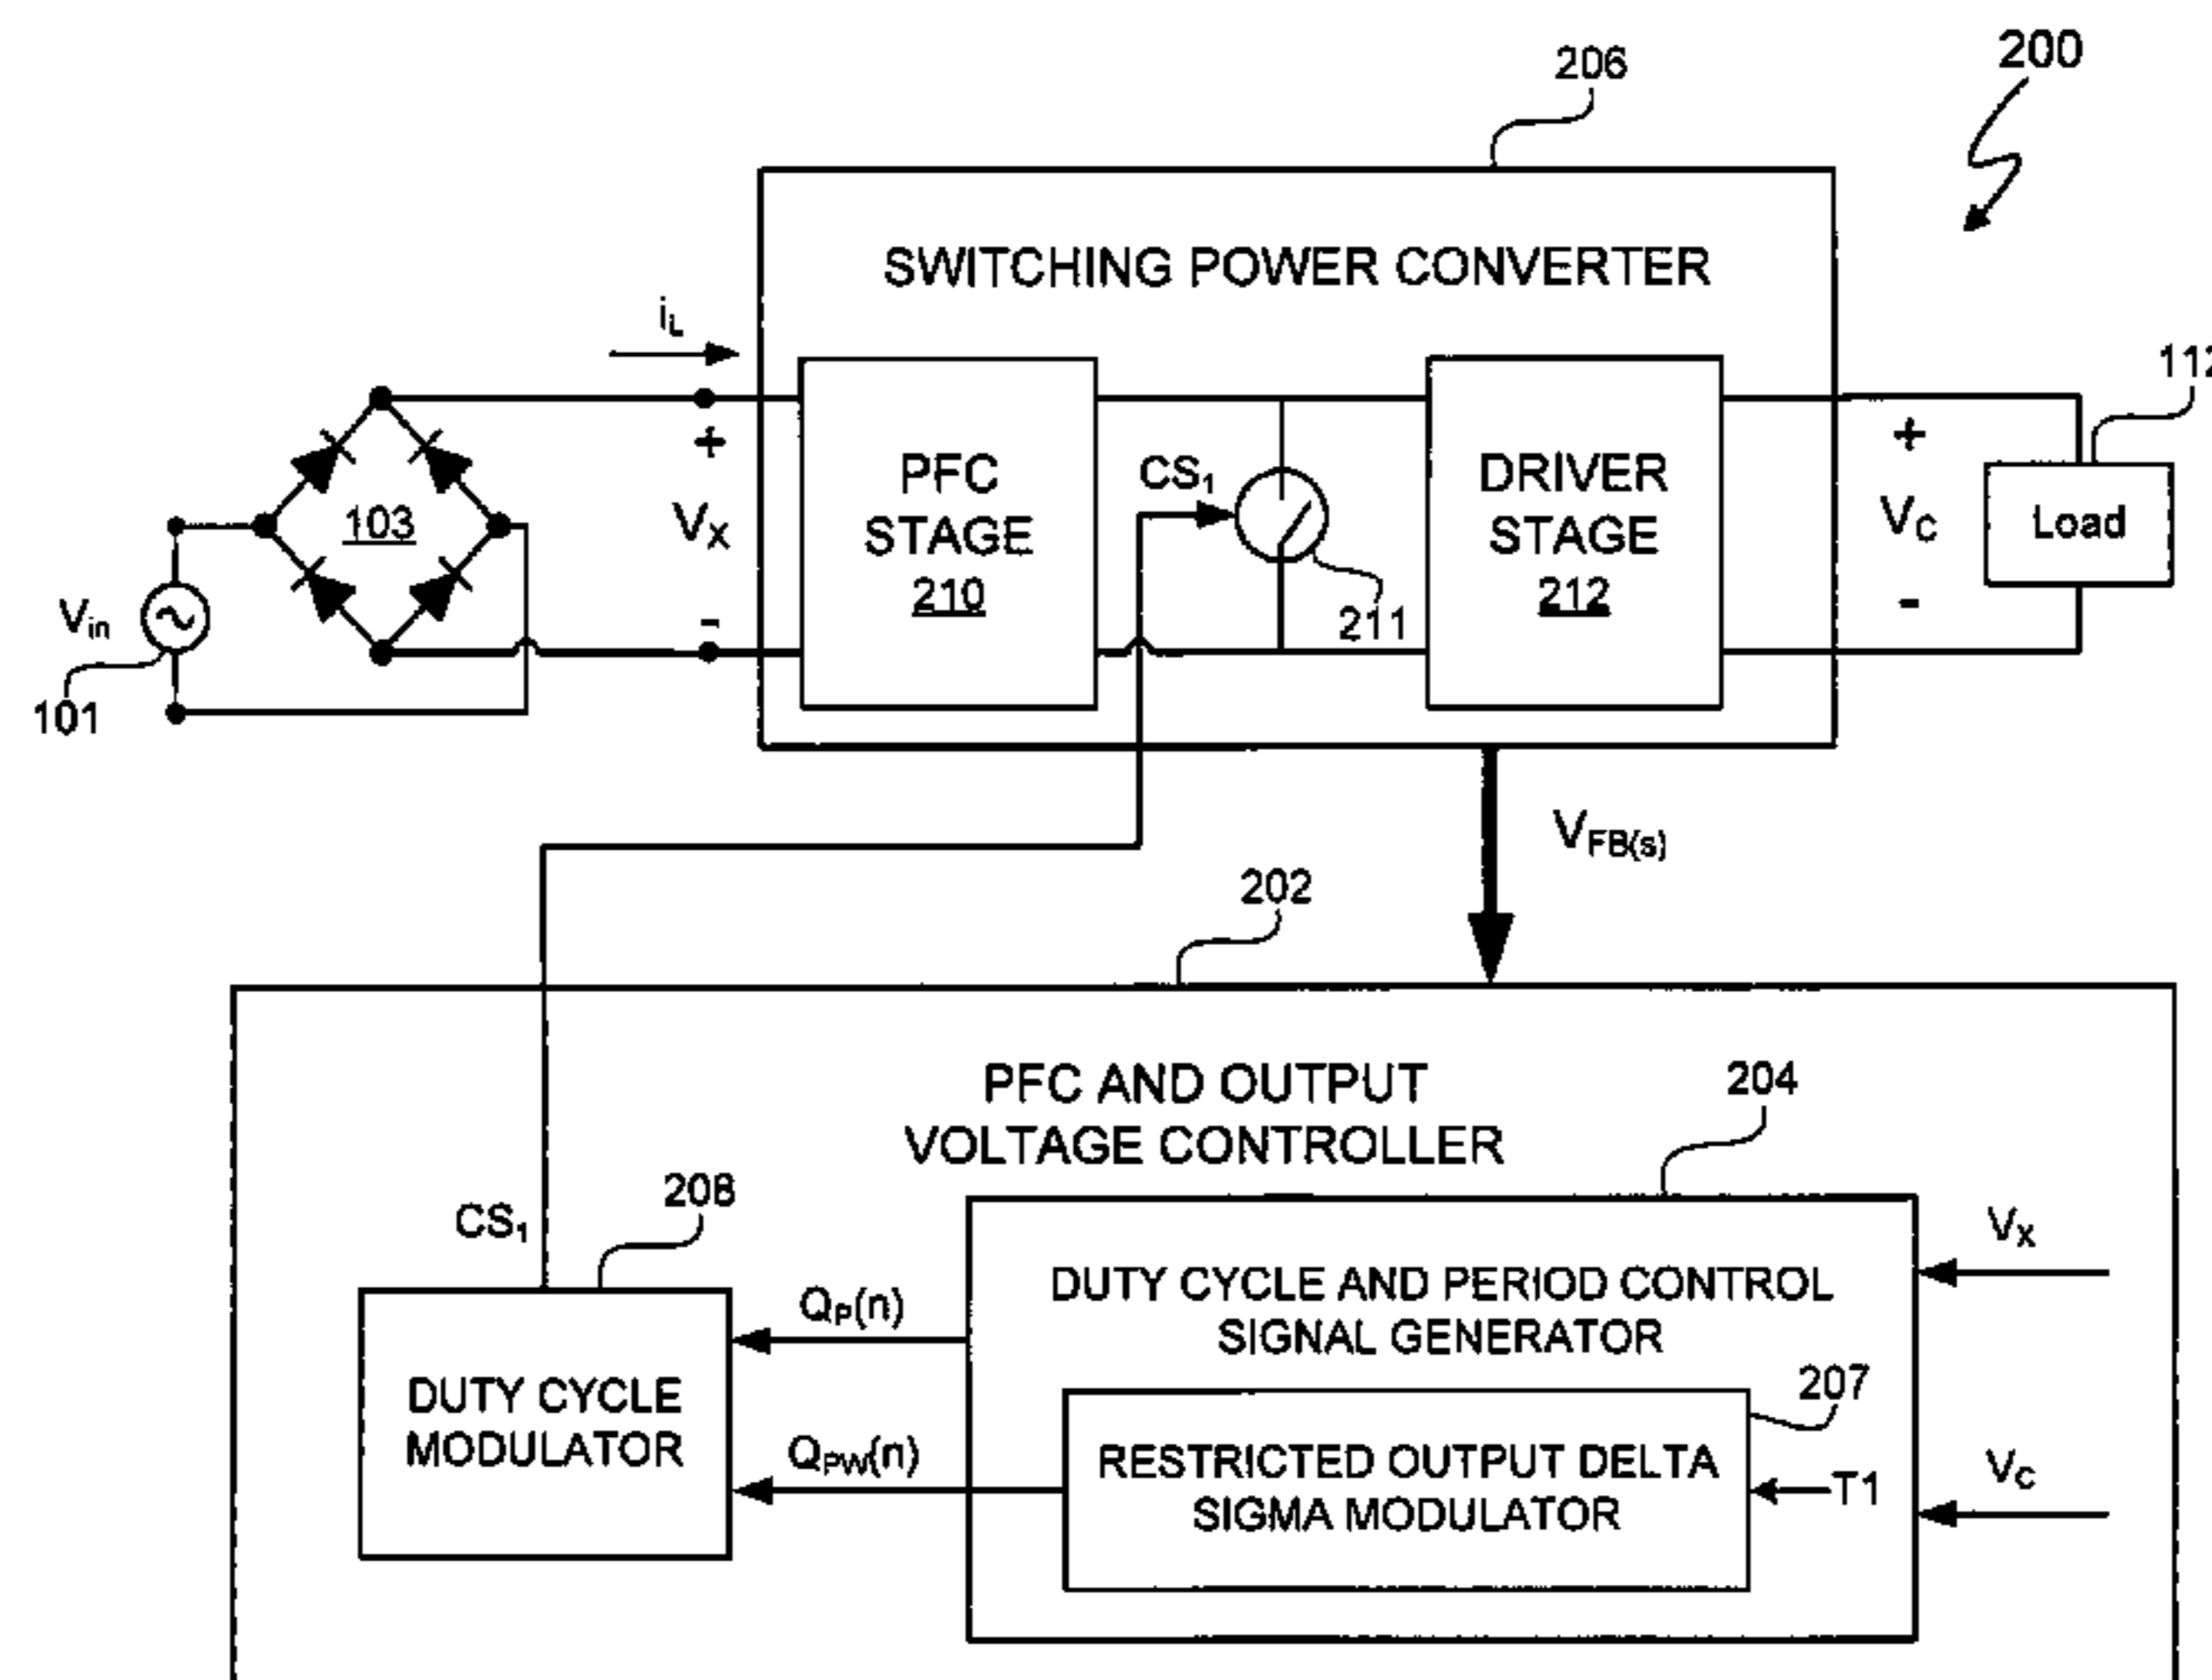 200
206
SWITCHING POWER CONVERTER
iL
112
+
VX
-
103
Vin
101
PFC
STAGE
210
CS1
211
DRIVER
STAGE
212
+
VC
-
Load
VFB(s)
202
PFC AND OUTPUT
VOLTAGE CONTROLLER
204
208
CS1
DUTY CYCLE
MODULATOR
QP(n)
QPW(n)
DUTY CYCLE AND PERIOD CONTROL
SIGNAL GENERATOR
207
RESTRICTED OUTPUT DELTA
SIGMA MODULATOR
T1
VX
VC